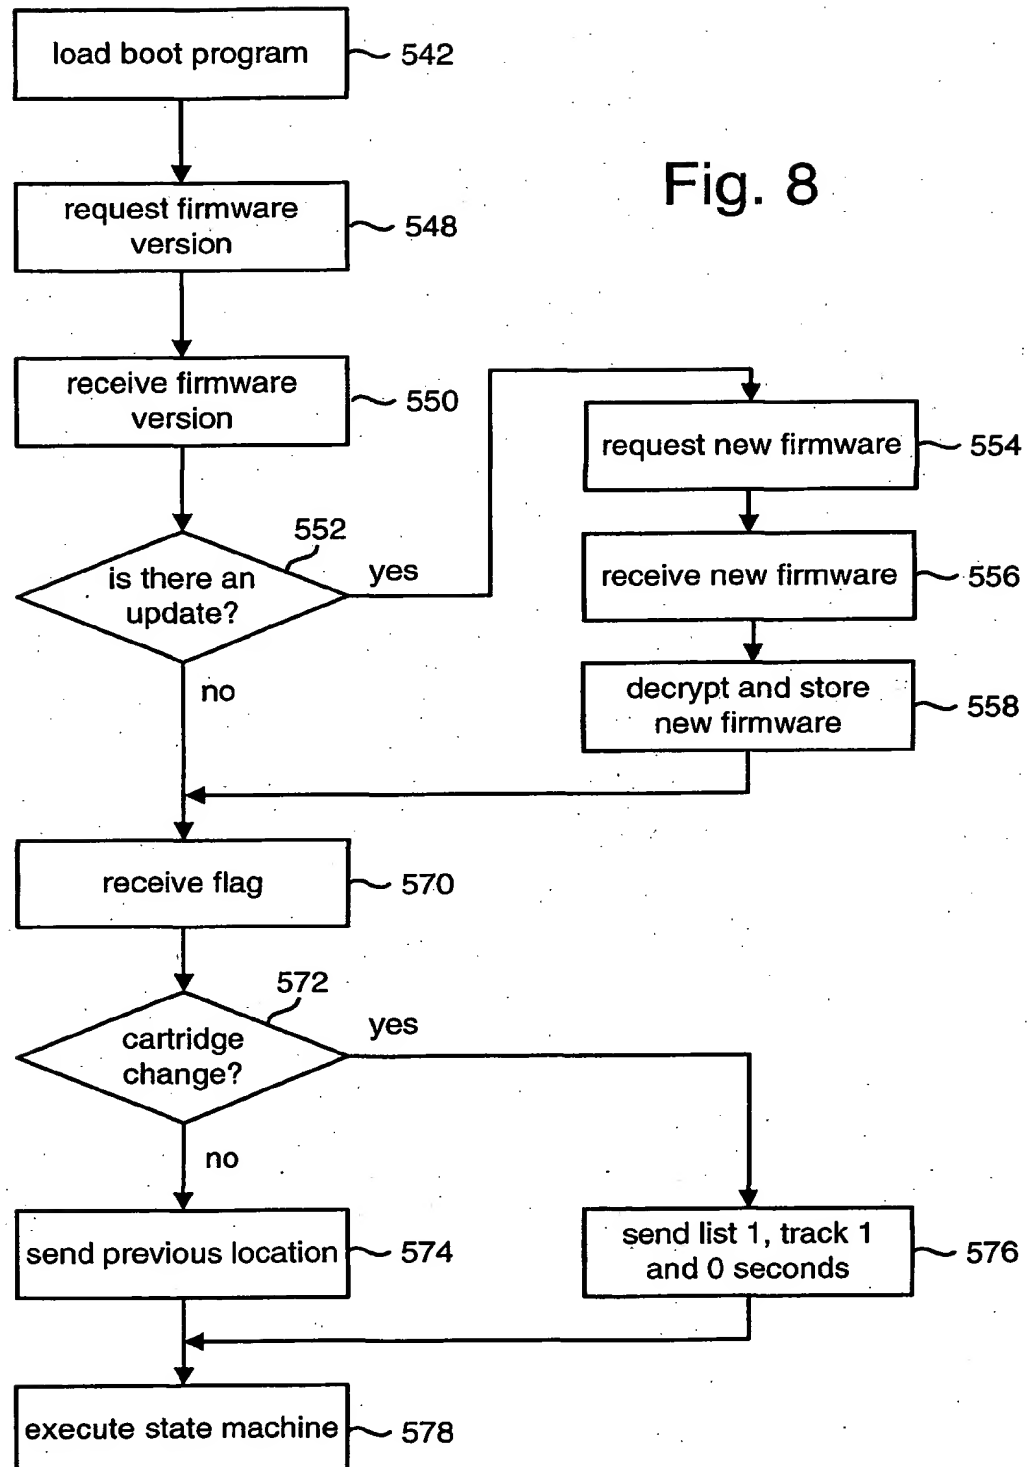 load boot program
542
Fig. 8
request firmware
version
548
receive firmware
version
550
request new firmware
554
552
is there an
update?
yes
receive new firmware
556
no
decrypt and store
new firmware
558
receive flag
570
572
cartridge
change?
yes
no
send previous location
574
send list 1, track 1
and 0 seconds
576
execute state machine
578